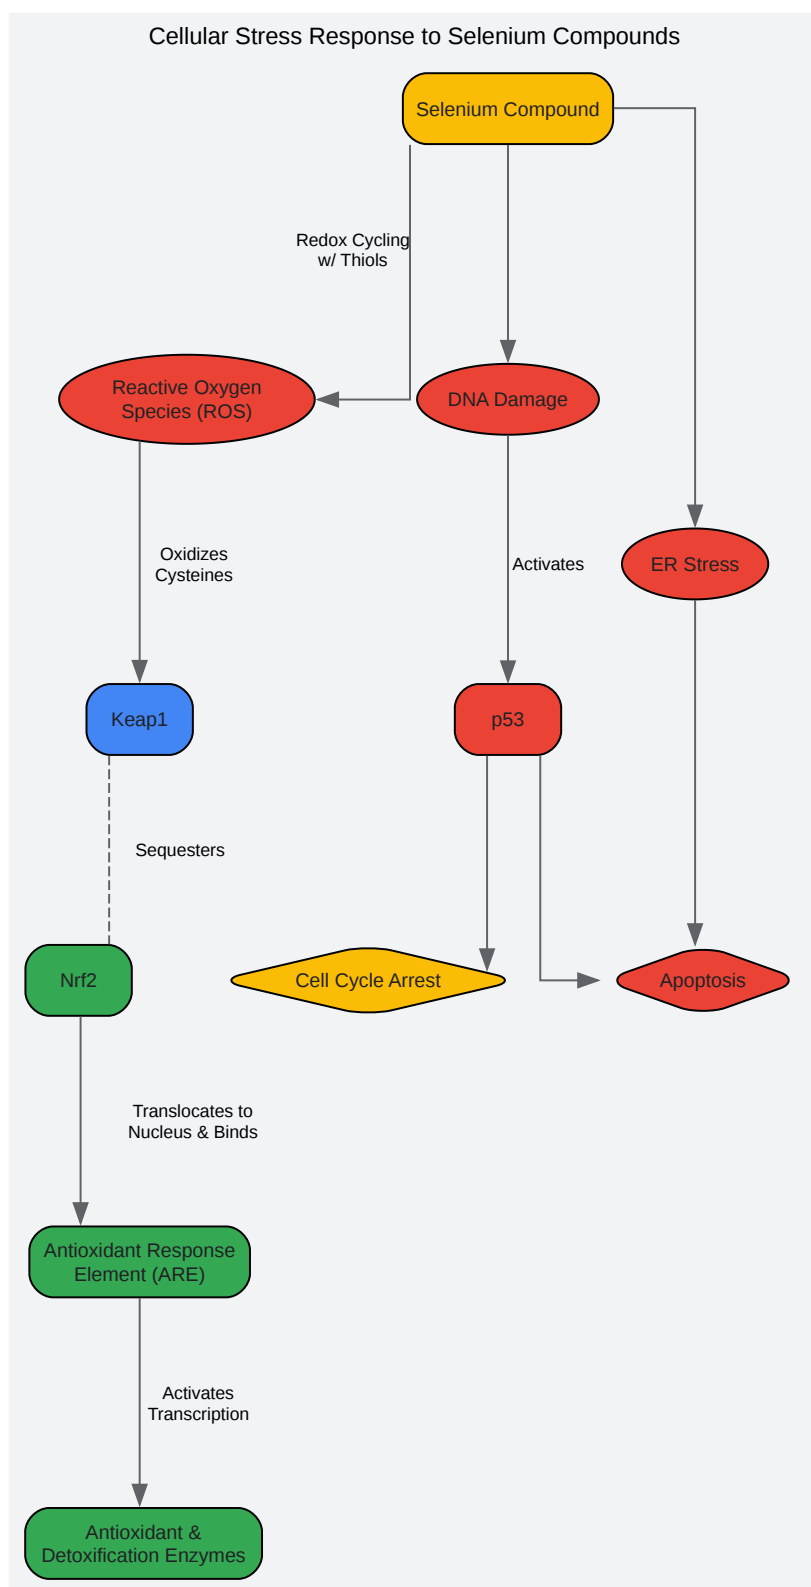 Cellular Stress Response to Selenium Compounds
Selenium Compound
Redox Cycling
w/ Thiols
Reactive Oxygen
Species (ROS)
DNA Damage
Oxidizes
Cysteines
Activates
ER Stress
Keap1
p53
Sequesters
Nrf2
Cell Cycle Arrest
Apoptosis
Translocates to
Nucleus & Binds
Antioxidant Response
Element (ARE)
Activates
Transcription
Antioxidant &
Detoxification Enzymes